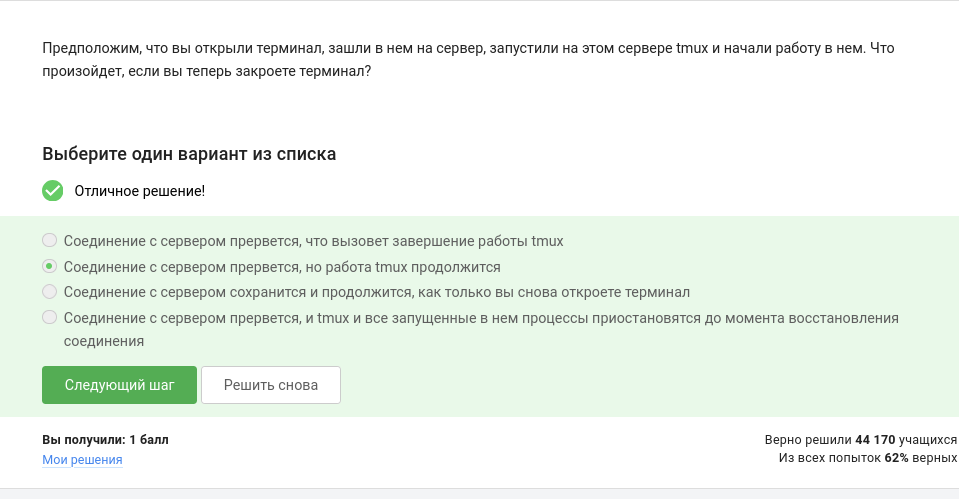 Предположим, что вы открыли терминал, зашли в нем на сервер, запустили на этом сервере tmux и начали работу в нем. Что
произойдет, если вы теперь закроете терминал?
Выберите один вариант из списка
Отличное решение!
Соединение с сервером прервется, что вызовет завершение работы tmux
Соединение с сервером прервется, но работа tmux продолжится
Соединение с сервером сохранится и продолжится, как только вы снова откроете терминал
Соединение с сервером прервется, и tmux и все запущенные в нем процессы приостановятся до момента восстановления
соединения
Следующий шаг
Решить снова
Вы получили: 1 балл
Мои решения
Верно решили 44 170 учащихся
Из всех попыток 62% верных